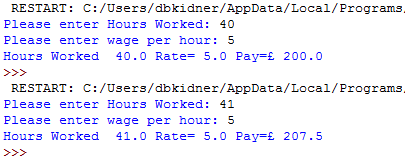 RESTART: C:/Users/dbkidner/AppData/Local/Programs,
Please enter Hours Worked: 40
Please enter wage per hour: 5
Hours Worked  40.0 Rate= 5.0 Pay=£ 200.0
>>>
RESTART: C:/Users/dbkidner/AppData/Local/Programs,
Please enter Hours Worked: 41
Please enter wage per hour: 5
Hours Worked  41.0 Rate= 5.0 Pay=£ 207.5
>>>